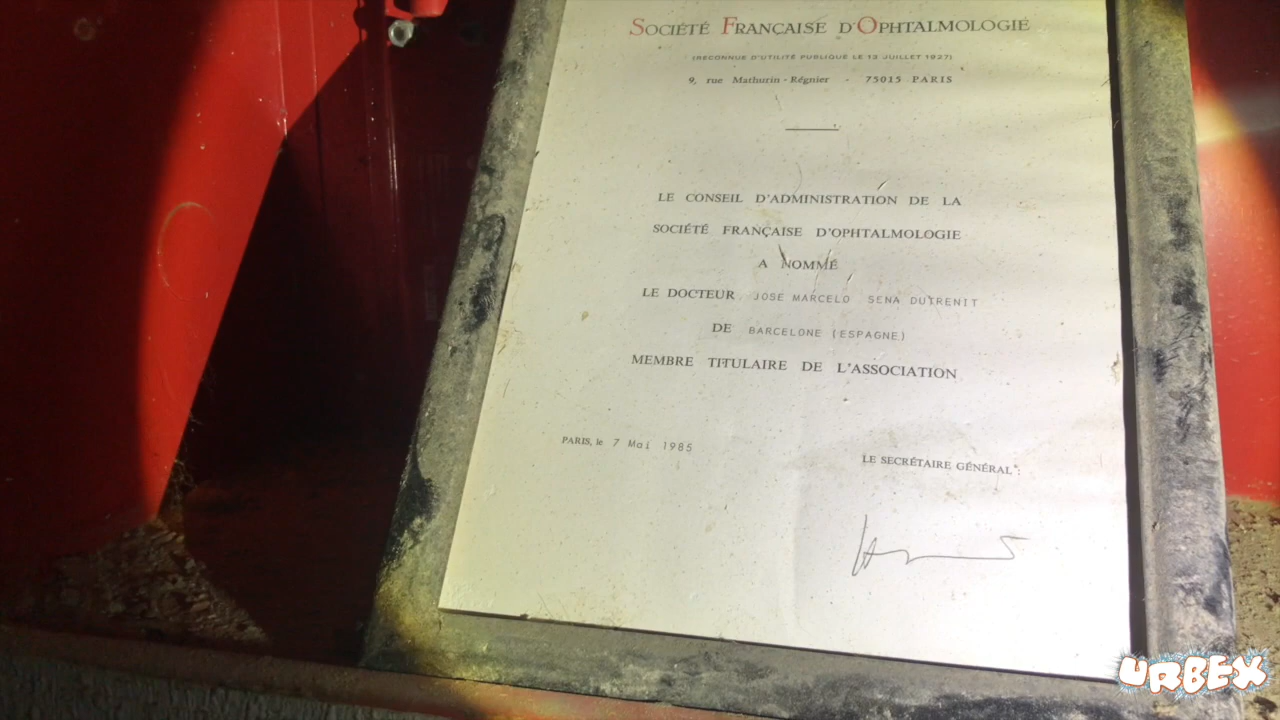 SOCIÉTÉ FRANÇAISE D'OPHTALMOLOGIE
(RECONNUE D'UTILITÉ PUBLIQUE LE 13 JUILLET 1927)
9, rue Mathurin-Régnier - 75015 PARIS
LE CONSEIL D'ADMINISTRATION DE LA
SOCIÉTÉ FRANÇAISE D'OPHTALMOLOGIE
A NOMMÉ
LE DOCTEUR JOSE MARCELO SENA DUTRENIT
DE BARCELONE (ESPAGNE)
MEMBRE TITULAIRE DE L'ASSOCIATION
PARIS, le 7 Mai 1985
LE SECRÉTAIRE GÉNÉRAL :
URBEX